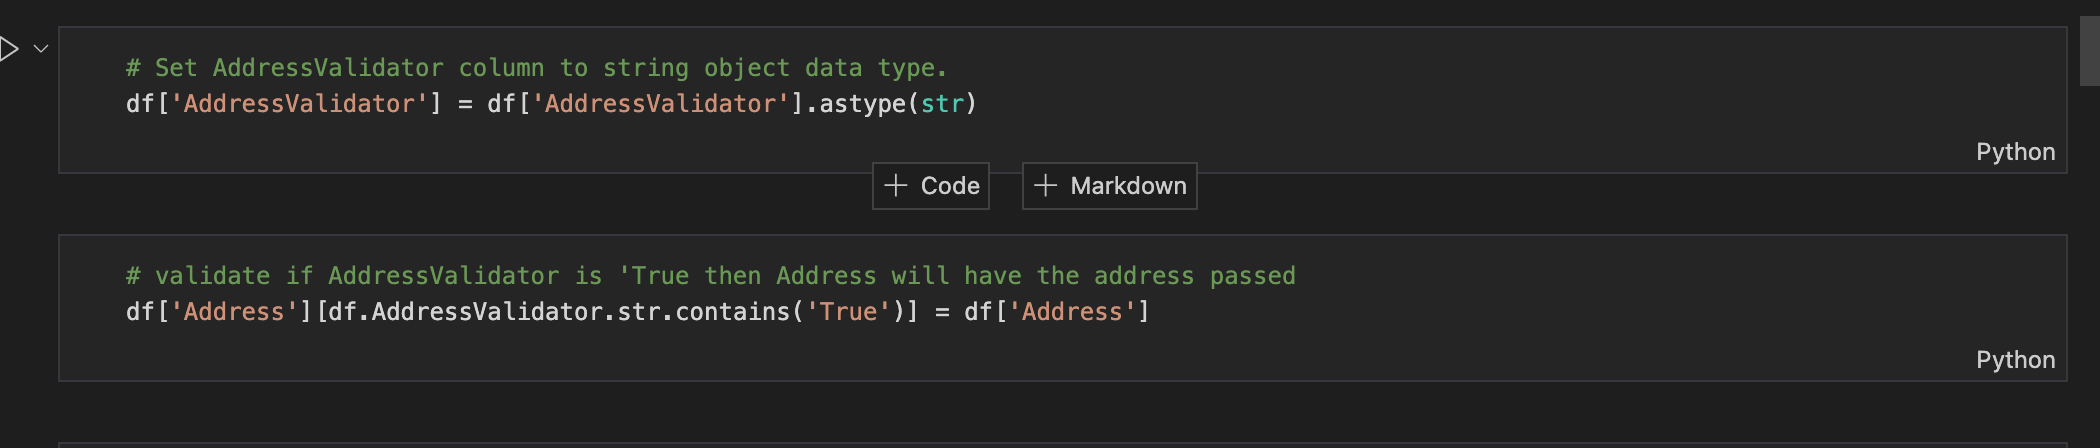 # Set AddressValidator column to string object data type.
df['AddressValidator'] = df['AddressValidator'].astype(str)
Python
+ Code + Markdown
# validate if AddressValidator is 'True then Address will have the address passed
df['Address'][df.AddressValidator.str.contains('True')] = df['Address']
Python